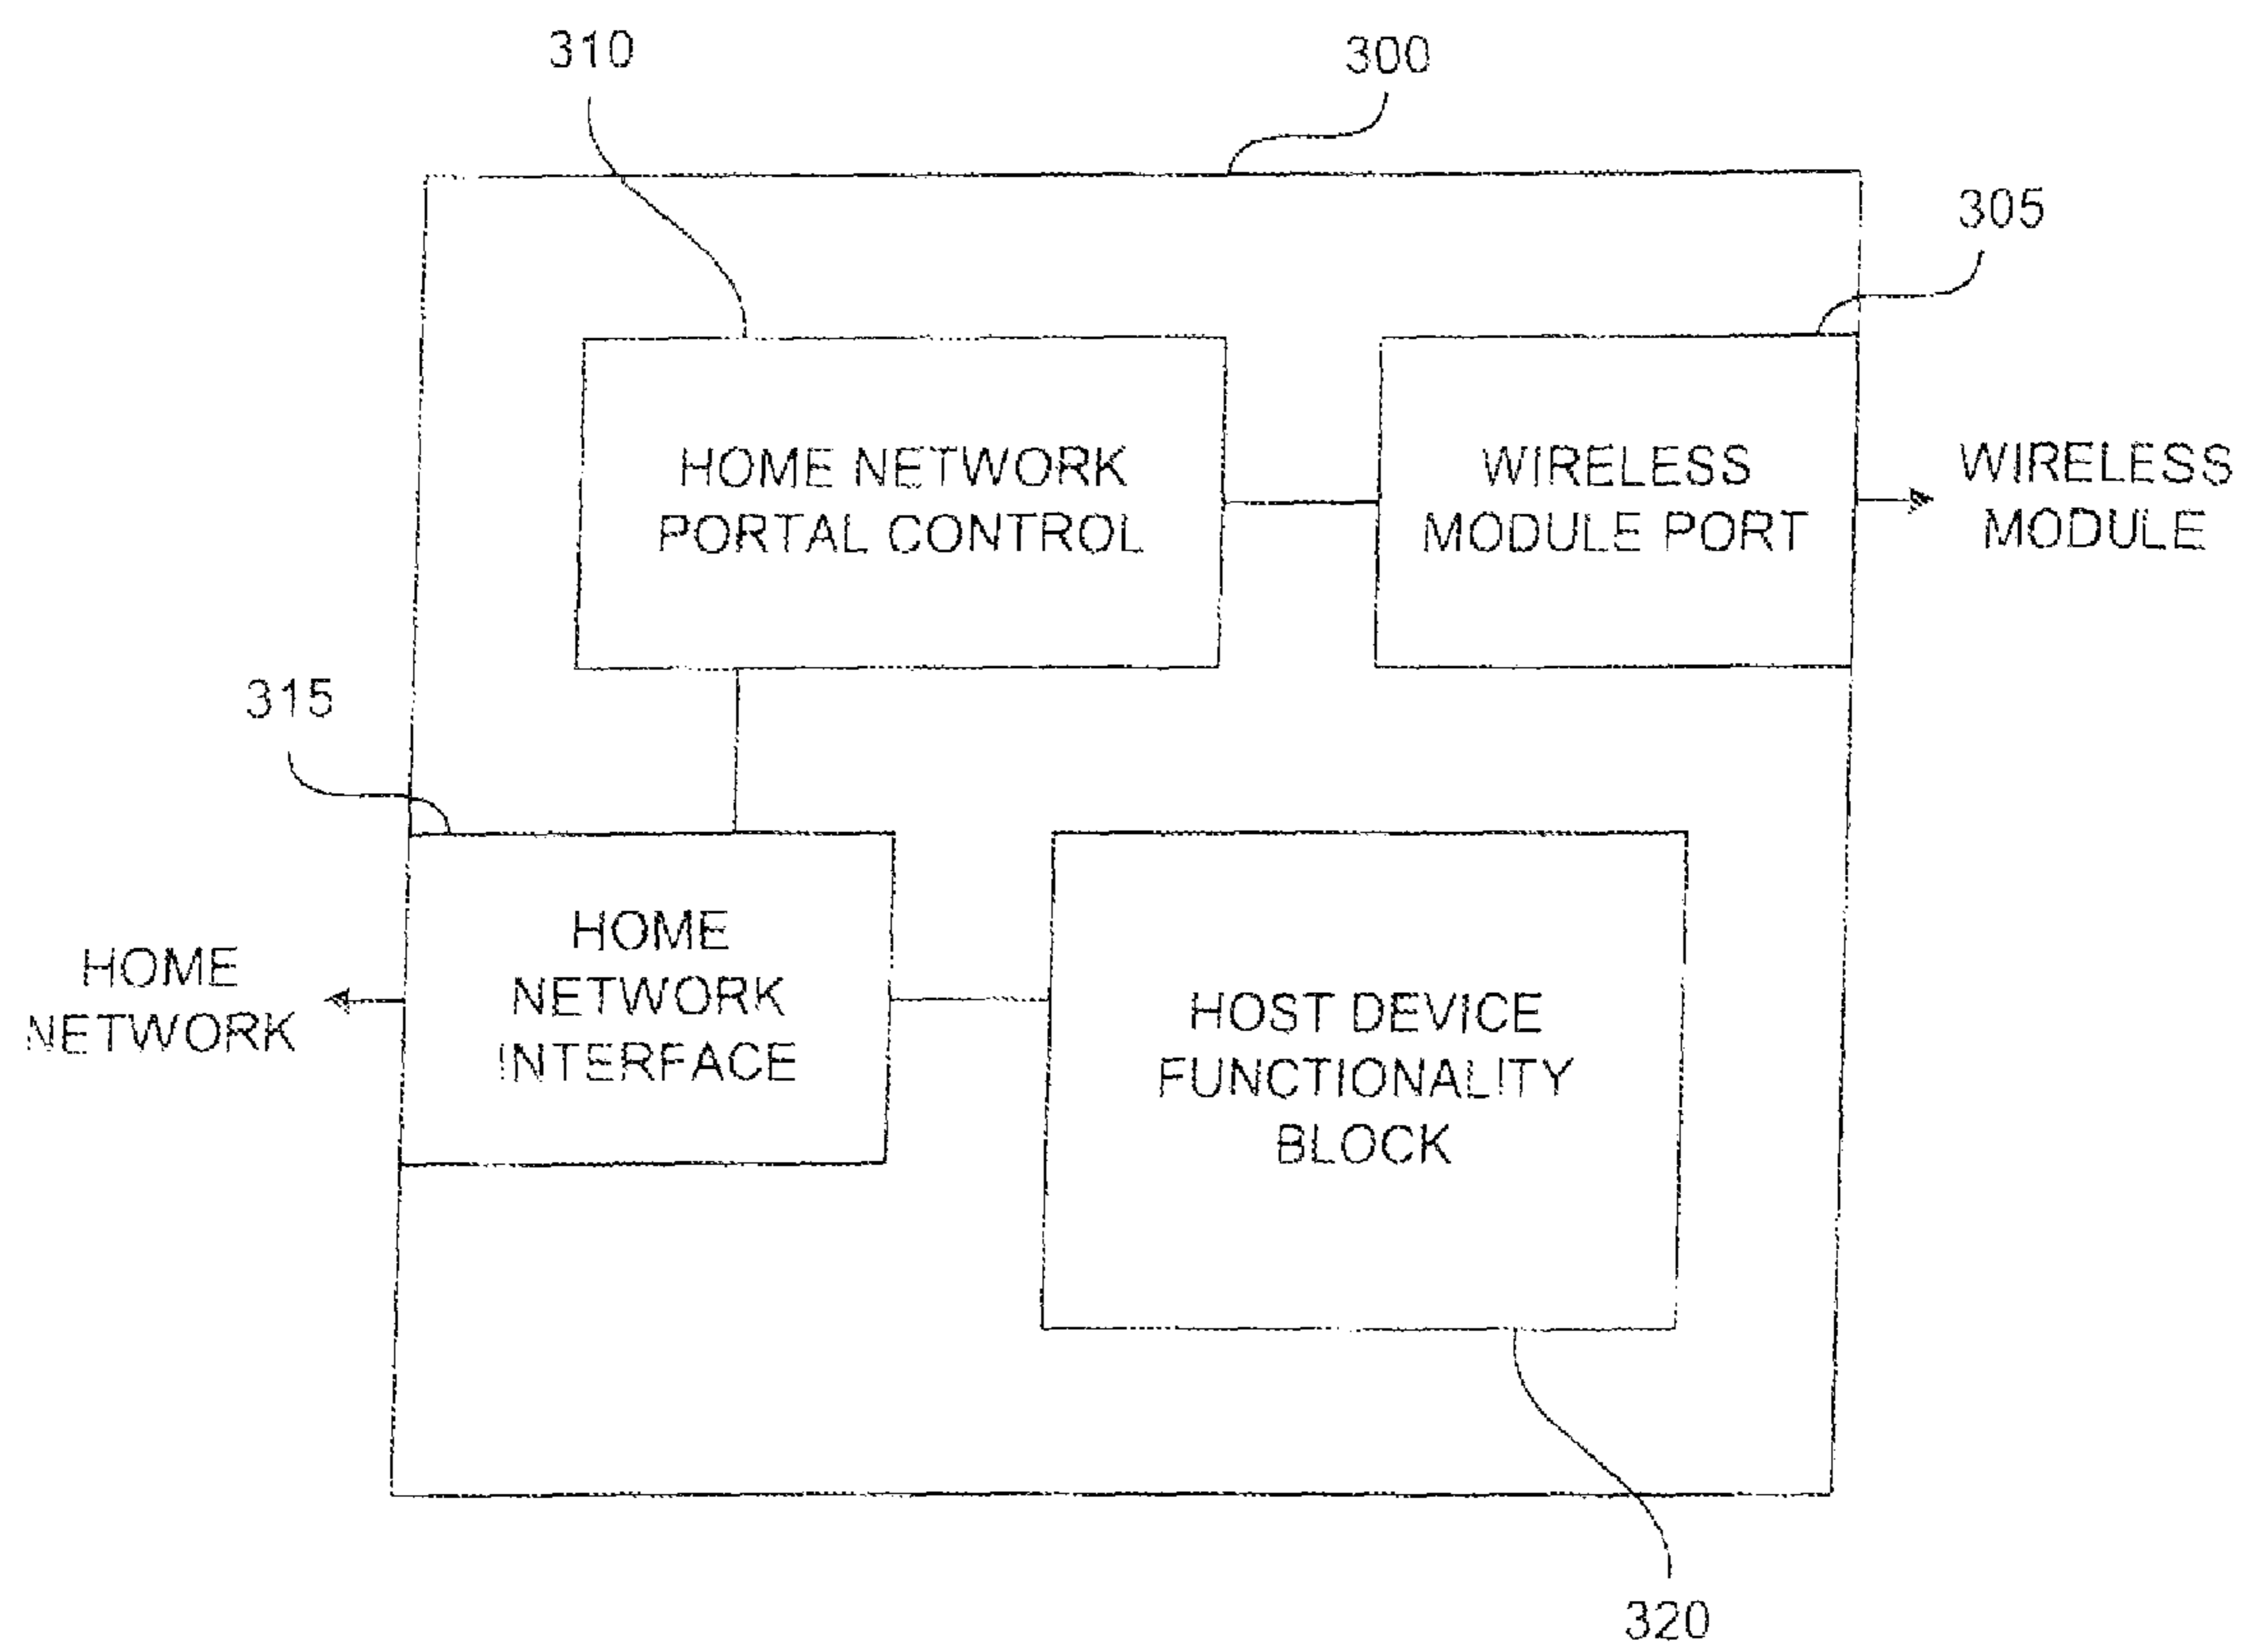 310
300
305
HOME NETWORK
PORTAL CONTROL
WIRELESS
MODULE PORT
WIRELESS
MODULE
315
HOME
NETWORK
HOME
NETWORK
INTERFACE
HOST DEVICE
FUNCTIONALITY
BLOCK
320